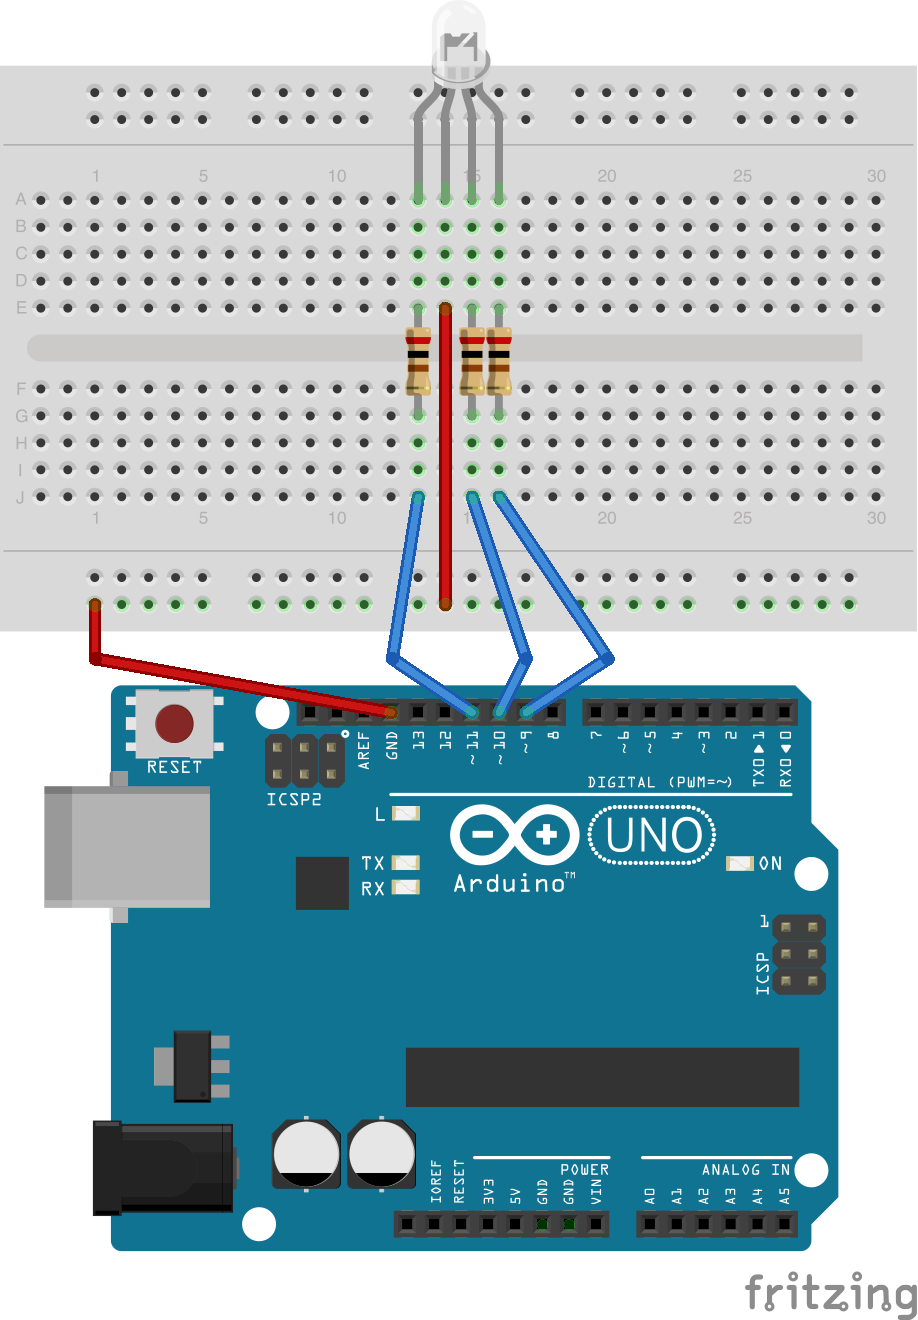 1 5 10 15 20 25 30
A
B
C
D
E
F
G
H
I
J
1 5 10 20 25 30
AREF
GND
13
12
~11
~10
~9
8
7
~6
~5
4
~3
2
TX0▶1
RX0◀0
RESET
ICSP2
DIGITAL (PWM=~)
L
TX
RX
UNO
Arduino™
ON
1
ICSP
POWER
ANALOG IN
IOREF
RESET
3V3
5V
GND
GND
VIN
A0
A1
A2
A3
A4
A5
fritzing